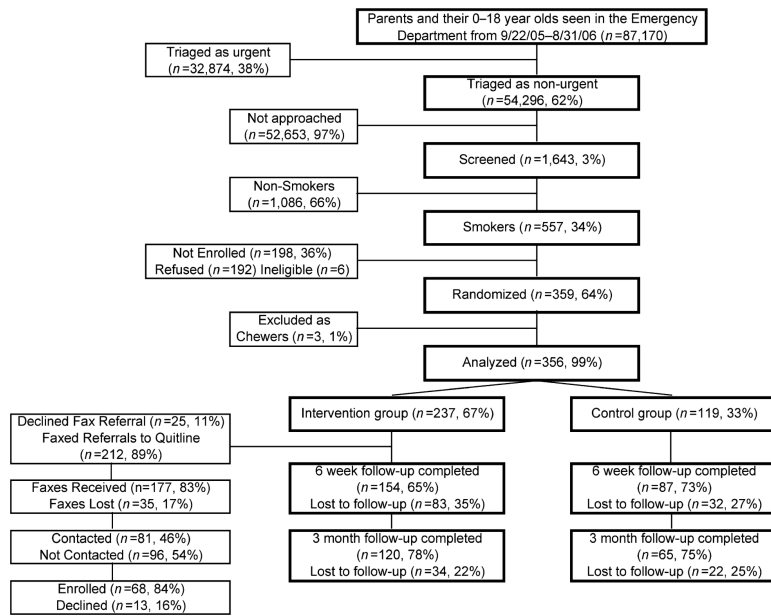 Parents and their 0–18 year olds seen in the Emergency
Department from 9/22/05–8/31/06 (n=87,170)
Triaged as urgent
(n=32,874, 38%)
Triaged as non-urgent
(n=54,296, 62%)
Not approached
(n=52,653, 97%)
Screened (n=1,643, 3%)
Non-Smokers
(n=1,086, 66%)
Smokers (n=557, 34%)
Not Enrolled (n=198, 36%)
Refused (n=192) Ineligible (n=6)
Randomized (n=359, 64%)
Excluded as
Chewers (n=3, 1%)
Analyzed (n=356, 99%)
Intervention group (n=237, 67%)
Control group (n=119, 33%)
Declined Fax Referral (n=25, 11%)
Faxed Referrals to Quitline
(n=212, 89%)
6 week follow-up completed
(n=154, 65%)
Lost to follow-up (n=83, 35%)
6 week follow-up completed
(n=87, 73%)
Lost to follow-up (n=32, 27%)
Faxes Received (n=177, 83%)
Faxes Lost (n=35, 17%)
Contacted (n=81, 46%)
Not Contacted (n=96, 54%)
3 month follow-up completed
(n=120, 78%)
Lost to follow-up (n=34, 22%)
3 month follow-up completed
(n=65, 75%)
Lost to follow-up (n=22, 25%)
Enrolled (n=68, 84%)
Declined (n=13, 16%)